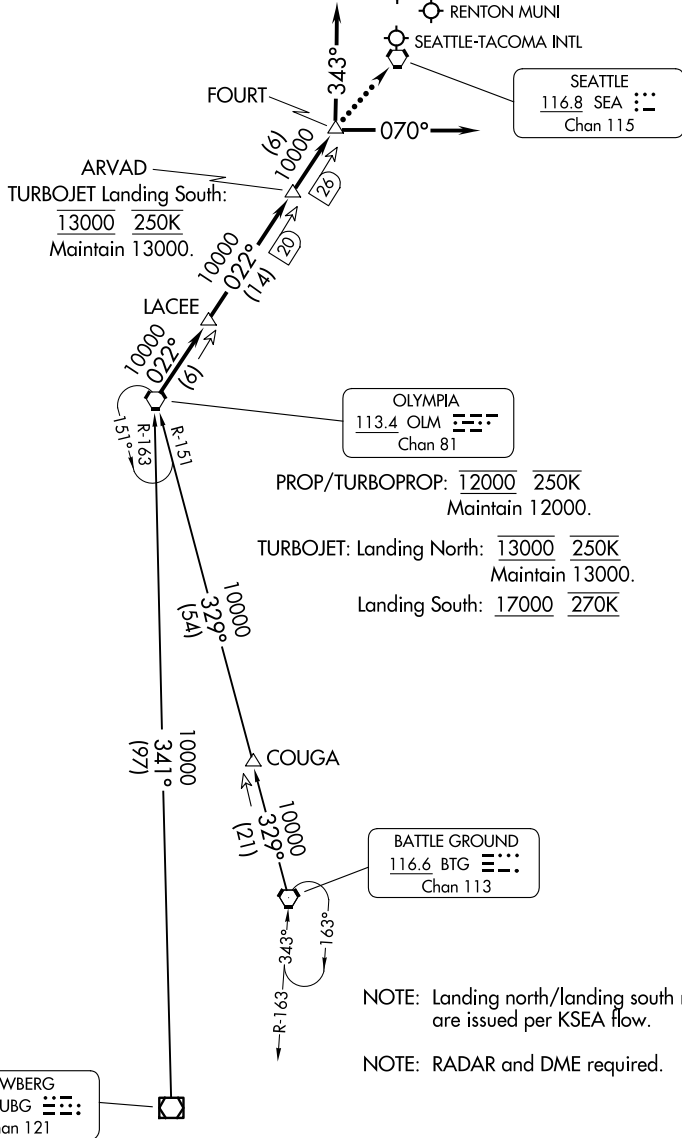 RENTON MUNI
SEATTLE-TACOMA INTL
SEATTLE
116.8 SEA
Chan 115
343°
070°
FOURT
(6)
10000
26
ARVAD
TURBOJET Landing South:
13000 250K
Maintain 13000.
10000
022°
(14)
20
LACEE
10000
022°
(6)
OLYMPIA
113.4 OLM
Chan 81
151°
R-163
R-151
PROP/TURBOPROP: 12000 250K
Maintain 12000.
TURBOJET: Landing North: 13000 250K
Maintain 13000.
Landing South: 17000 270K
10000
329°
(54)
10000
341°
(97)
COUGA
10000
329°
(21)
BATTLE GROUND
116.6 BTG
Chan 113
343°
163°
R-163
NOTE: Landing north/landing south
are issued per KSEA flow.
NOTE: RADAR and DME required.
WBERG
UBG
an 121